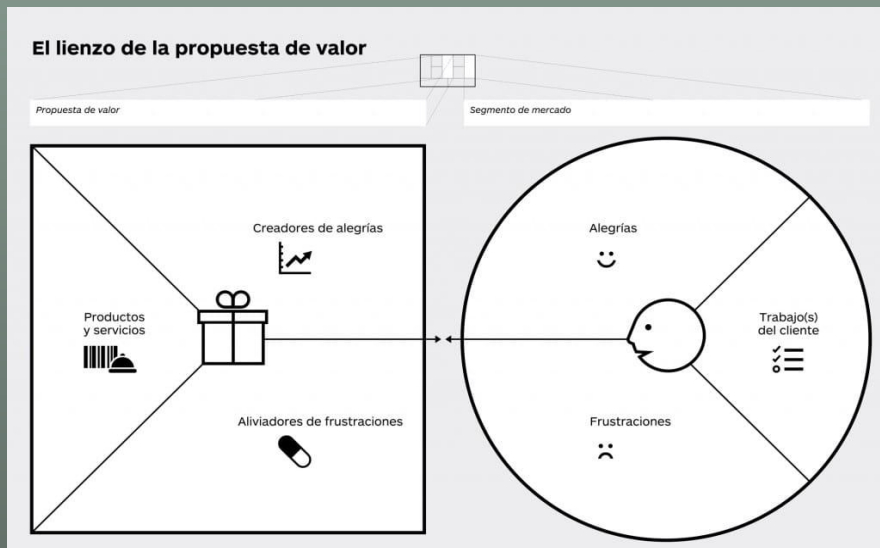 El lienzo de la propuesta de valor
Propuesta de valor
Segmento de mercado
Creadores de alegrías
Productos
y servicios
Aliviadores de frustraciones
Alegrías
Trabajo(s)
del cliente
Frustraciones